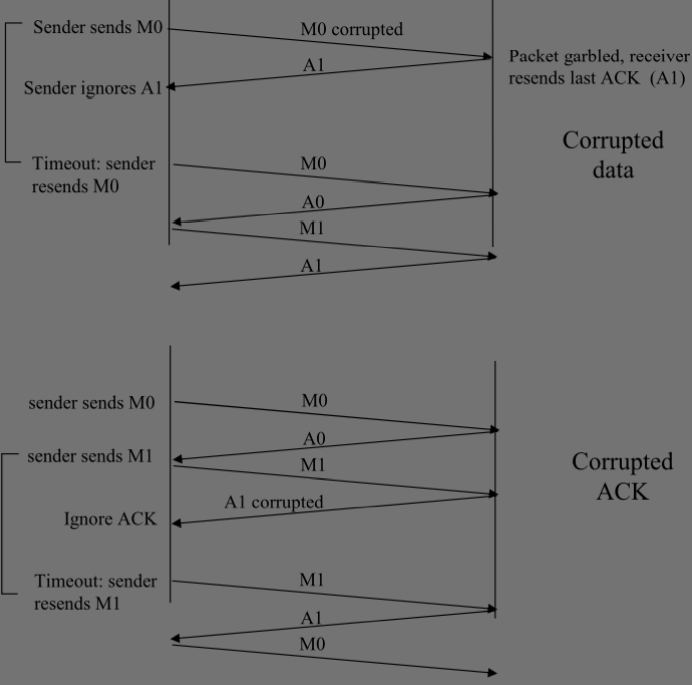 Sender sends M0
M0 corrupted
Packet garbled, receiver
resends last ACK (A1)
A1
Sender ignores A1
Corrupted
data
Timeout: sender
resends M0
M0
A0
M1
A1
sender sends M0
M0
A0
sender sends M1
M1
Corrupted
ACK
A1 corrupted
Ignore ACK
Timeout: sender
resends M1
M1
A1
M0